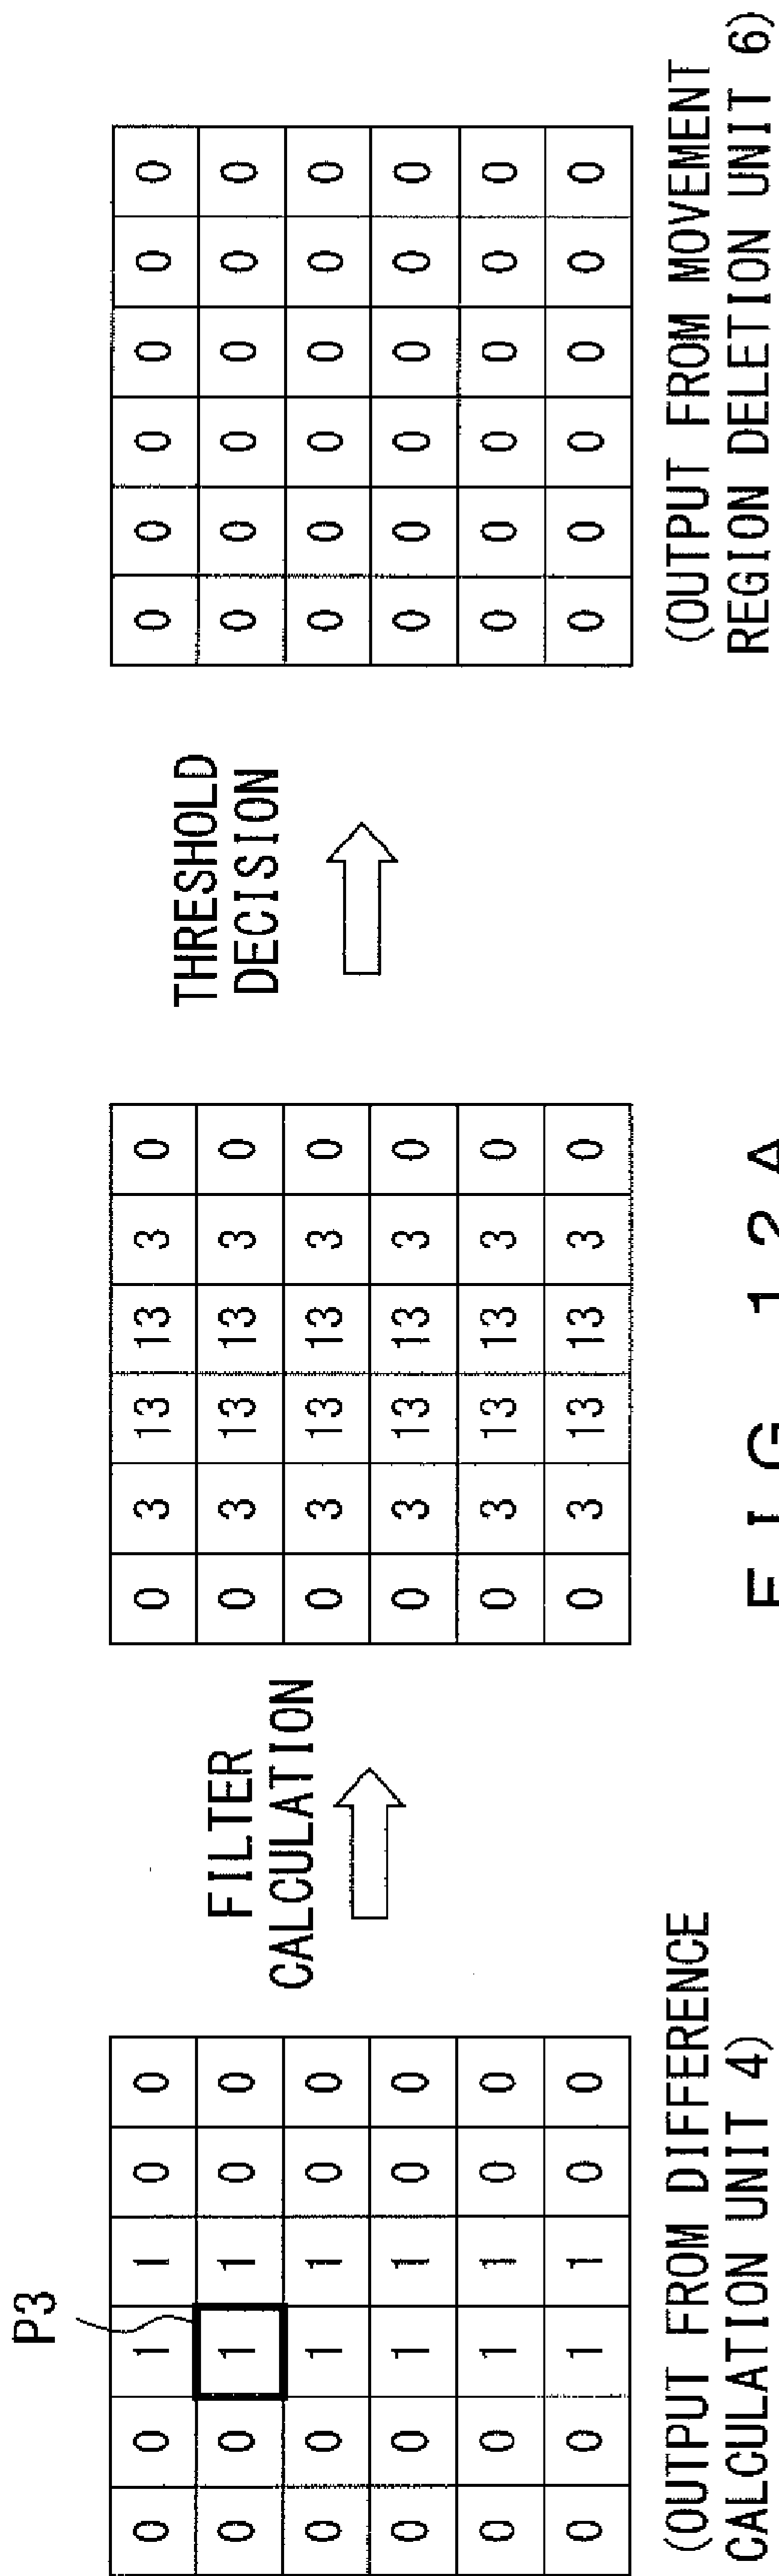 P3
0 0 1 1 0 0
0 0 1 1 0 0
0 0 1 1 0 0
0 0 1 1 0 0
0 0 1 1 0 0
0 0 1 1 0 0
(OUTPUT FROM DIFFERENCE
CALCULATION UNIT 4)
FILTER
CALCULATION
0 3 13 13 3 0
0 3 13 13 3 0
0 3 13 13 3 0
0 3 13 13 3 0
0 3 13 13 3 0
0 3 13 13 3 0
THRESHOLD
DECISION
0 0 0 0 0 0
0 0 0 0 0 0
0 0 0 0 0 0
0 0 0 0 0 0
0 0 0 0 0 0
0 0 0 0 0 0
(OUTPUT FROM MOVEMENT
REGION DELETION UNIT 6)
FIG. 12A